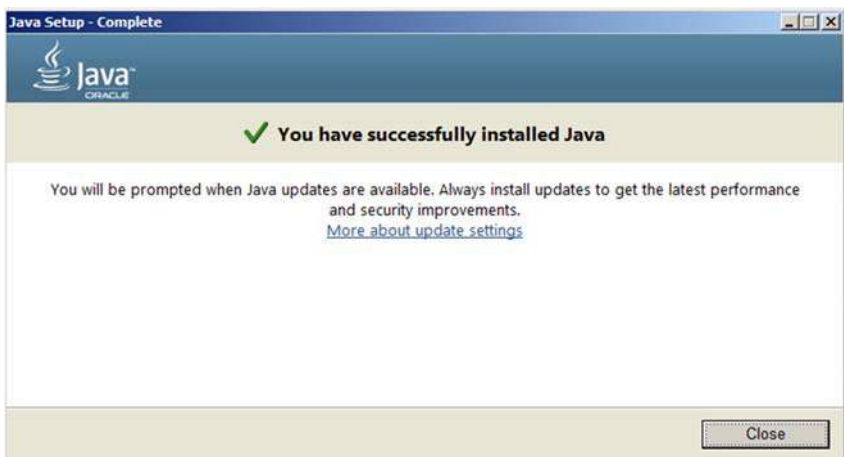 Java Setup - Complete
Java™
ORACLE
You have successfully installed Java
You will be prompted when Java updates are available. Always install updates to get the latest performance
and security improvements.
More about update settings
Close